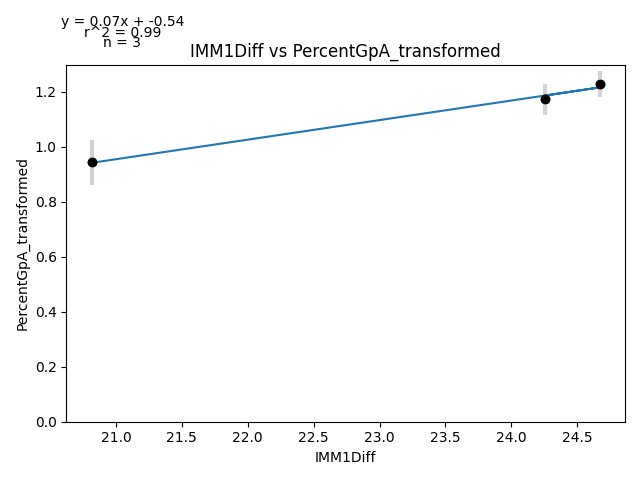 y = 0.07x + -0.54
r^2 = 0.99
n = 3
IMM1Diff vs PercentGpA_transformed
PercentGpA_transformed
1.2
1.0
0.8
0.6
0.4
0.2
0.0
21.0 21.5 22.0 22.5 23.0 23.5 24.0 24.5
IMM1Diff